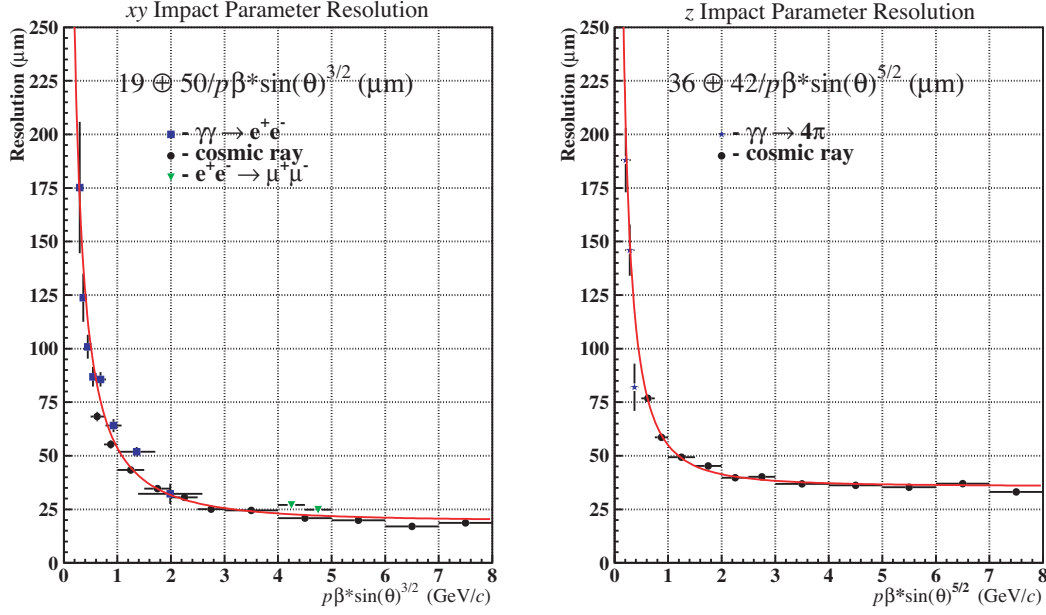 xy Impact Parameter Resolution
Resolution (μm)
250
225
200
175
150
125
100
75
50
25
0
19 ⊕ 50/pβ*sin(θ)^3/2 (μm)
- γγ → e⁺e⁻
- cosmic ray
- e⁺e⁻ → μ⁺μ⁻
0 1 2 3 4 5 6 7 8
pβ*sin(θ)^3/2 (GeV/c)
z Impact Parameter Resolution
Resolution (μm)
250
225
200
175
150
125
100
75
50
25
0
36 ⊕ 42/pβ*sin(θ)^5/2 (μm)
- γγ → 4π
- cosmic ray
0 1 2 3 4 5 6 7 8
pβ*sin(θ)^5/2 (GeV/c)